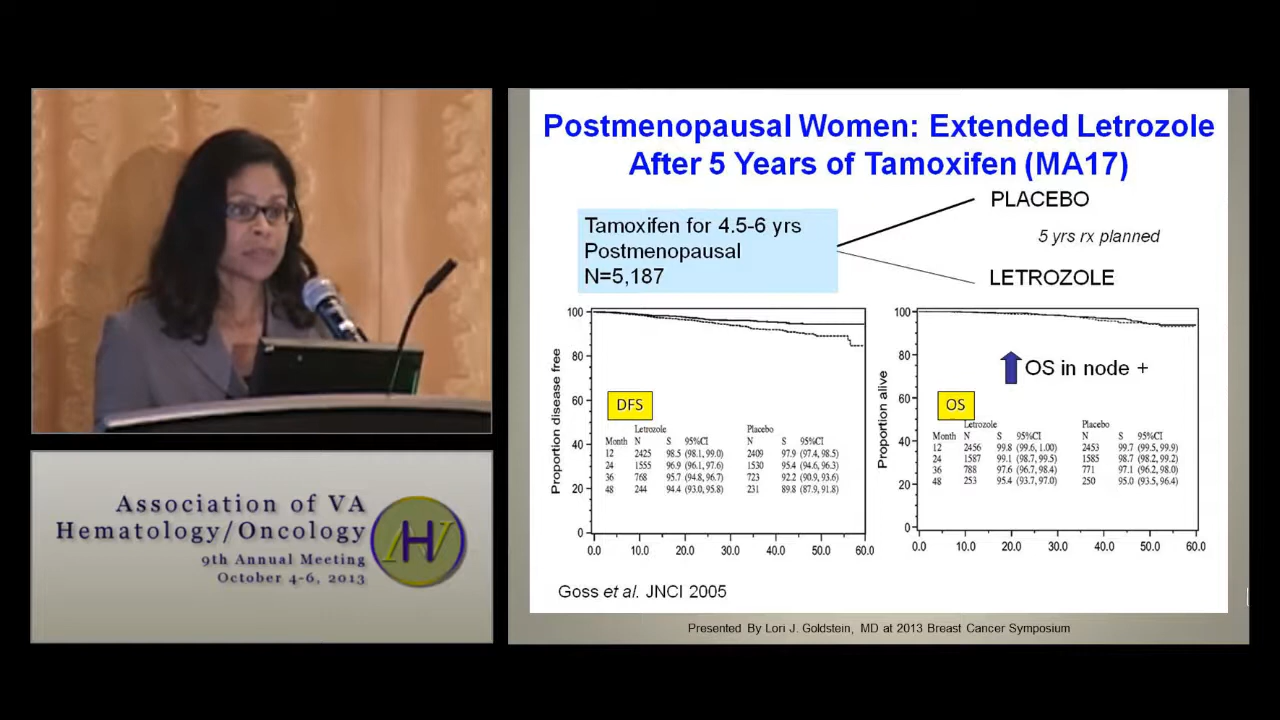 Association of VA
Hematology/Oncology
9th Annual Meeting
October 4-6, 2013
HV
Postmenopausal Women: Extended Letrozole
After 5 Years of Tamoxifen (MA17)
Tamoxifen for 4.5-6 yrs
Postmenopausal
N=5,187
PLACEBO
5 yrs rx planned
LETROZOLE
Proportion disease free
100
80
60
40
20
0
DFS
Letrozole Placebo
Month N S 95%CI N S 95%CI
12 2425 98.5 (98.1, 99.0) 2409 97.9 (97.4, 98.5)
24 1555 96.9 (96.1, 97.6) 1530 95.4 (94.6, 96.3)
36 768 95.7 (94.8, 96.7) 723 92.2 (90.9, 93.6)
48 244 94.4 (93.0, 95.8) 231 89.8 (87.9, 91.8)
0.0 10.0 20.0 30.0 40.0 50.0 60.0
Proportion alive
100
80
60
40
20
0
OS in node +
OS
Letrozole Placebo
Month N S 95%CI N S 95%CI
12 2456 99.8 (99.6, 1.00) 2453 99.7 (99.5, 99.9)
24 1587 99.1 (98.7, 99.5) 1585 98.7 (98.2, 99.2)
36 788 97.6 (96.7, 98.4) 771 97.1 (96.2, 98.0)
48 253 95.4 (93.7, 97.0) 250 95.0 (93.5, 96.4)
0.0 10.0 20.0 30.0 40.0 50.0 60.0
Goss et al. JNCI 2005
Presented By Lori J. Goldstein, MD at 2013 Breast Cancer Symposium